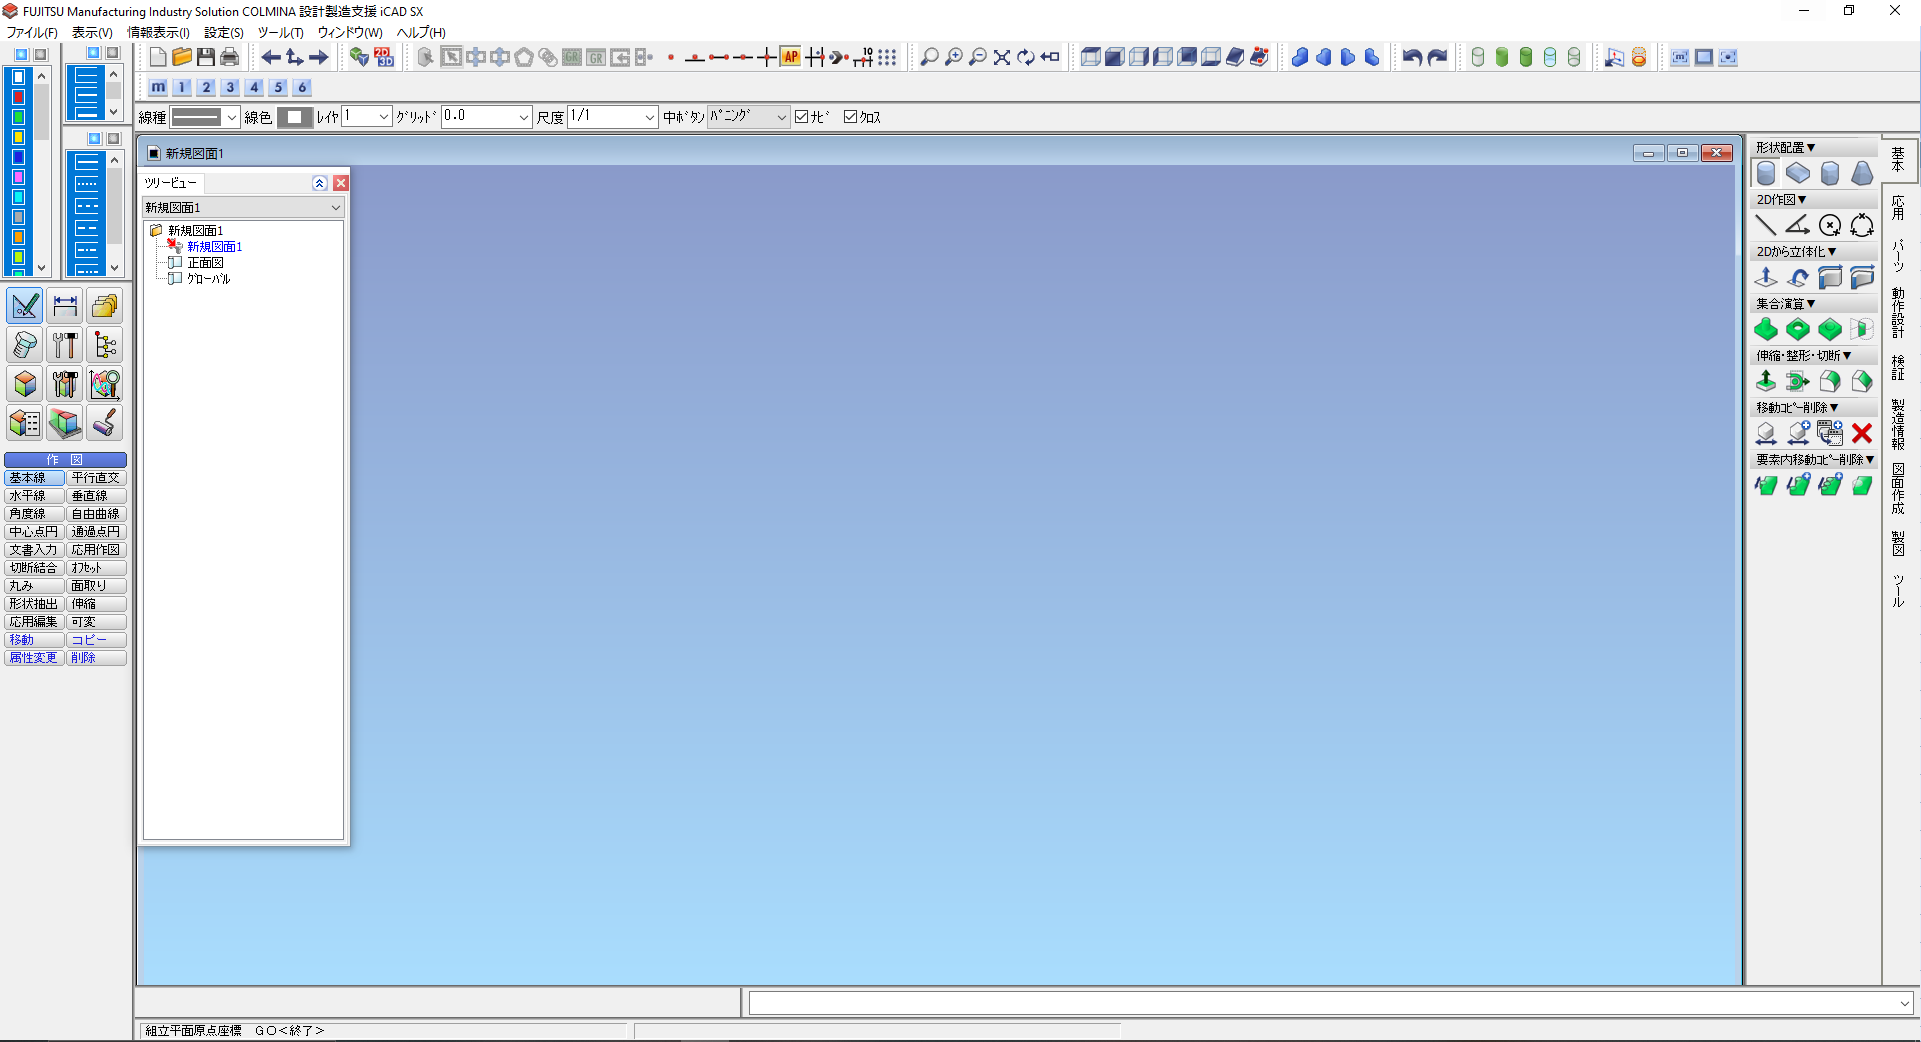 FUJITSU Manufacturing Industry Solution COLMINA 設計製造支援 iCAD SX
ファイル(F) 表示(V) 情報表示(I) 設定(S) ツール(T) ウィンドウ(W) ヘルプ(H)
2D 3D GR GR AP 10
m 1 2 3 4 5 6
線種 線色 ﾚｲﾔ 1 ｸﾞﾘｯﾄﾞ 0.0 尺度 1/1 中ﾎﾞﾀﾝ ﾊﾟﾆﾝｸﾞ ﾅﾋﾞ ｸﾛｽ
新規図面1
ﾂﾘｰﾋﾞｭｰ
新規図面1
新規図面1
新規図面1
正面図
ｸﾞﾛｰﾊﾞﾙ
作 図
基本線 平行直交
水平線 垂直線
角度線 自由曲線
中心点円 通過点円
文書入力 応用作図
切断結合 ｵﾌｾｯﾄ
丸み 面取り
形状抽出 伸縮
応用編集 可変
移動 コピー
属性変更 削除
形状配置▼
2D作図▼
2Dから立体化▼
集合演算▼
伸縮･整形･切断▼
移動ｺﾋﾟｰ削除▼
要素内移動ｺﾋﾟｰ削除▼
基本
応用
パーツ
動作設計
検証
製造情報
図面作成
製図
ツール
組立平面原点座標 ＧＯ＜終了＞